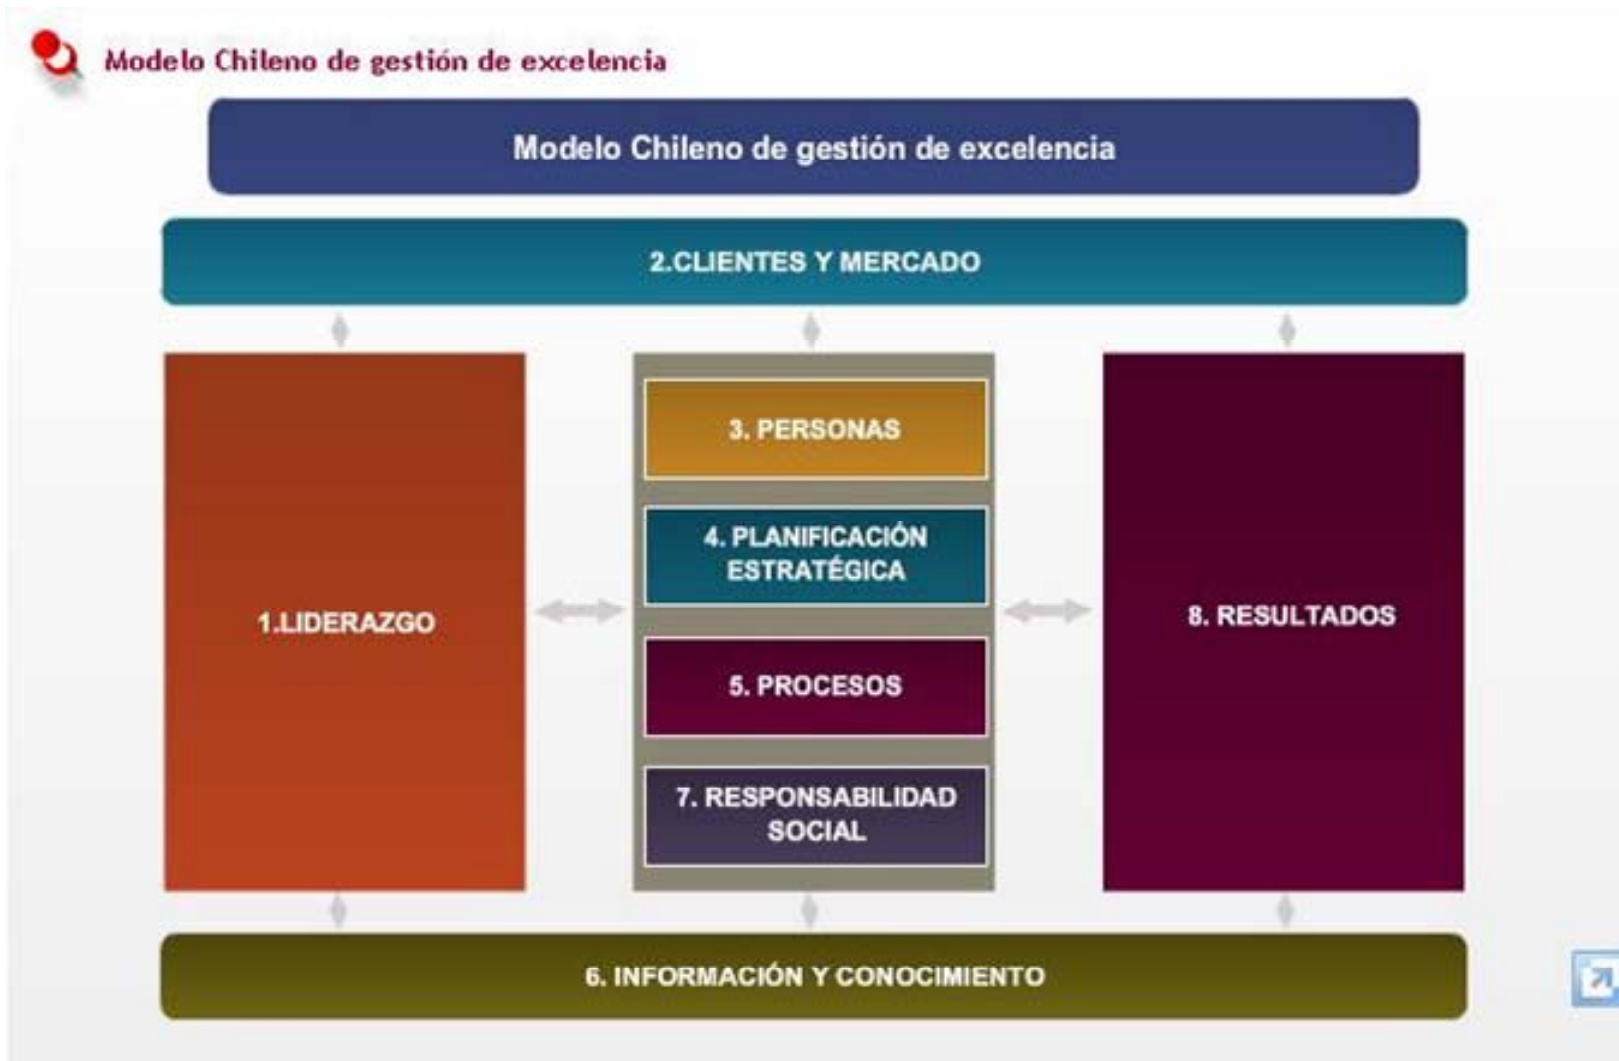 Modelo Chileno de gestión de excelencia
Modelo Chileno de gestión de excelencia
2.CLIENTES Y MERCADO
1.LIDERAZGO
3. PERSONAS
4. PLANIFICACIÓN
ESTRATÉGICA
5. PROCESOS
7. RESPONSABILIDAD
SOCIAL
8. RESULTADOS
6. INFORMACIÓN Y CONOCIMIENTO